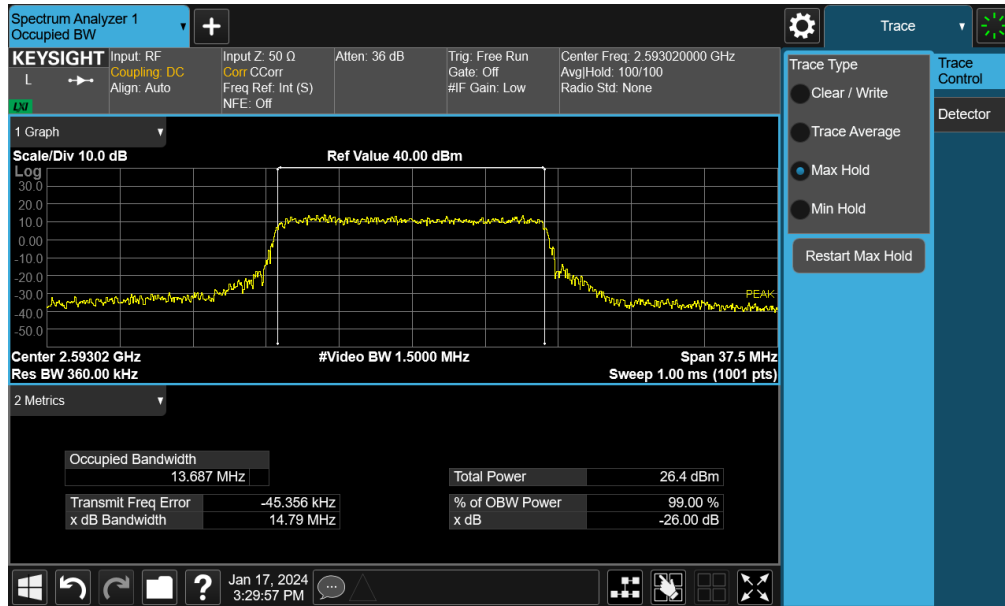 Spectrum Analyzer 1
Occupied BW
+
Trace
KEYSIGHT
L
LXI
Input: RF
Coupling: DC
Align: Auto
Input Z: 50 Ω
Corr CCorr
Freq Ref: Int (S)
NFE: Off
Atten: 36 dB
Trig: Free Run
Gate: Off
#IF Gain: Low
Center Freq: 2.593020000 GHz
Avg|Hold: 100/100
Radio Std: None
Trace Type
Clear / Write
Trace Average
Max Hold
Min Hold
Restart Max Hold
Trace
Control
Detector
1 Graph
Scale/Div 10.0 dB
Ref Value 40.00 dBm
Log
30.0
20.0
10.0
0.00
-10.0
-20.0
-30.0
-40.0
-50.0
PEAK
Center 2.59302 GHz
#Video BW 1.5000 MHz
Span 37.5 MHz
Res BW 360.00 kHz
Sweep 1.00 ms (1001 pts)
2 Metrics
Occupied Bandwidth
13.687 MHz
Total Power 26.4 dBm
Transmit Freq Error -45.356 kHz
% of OBW Power 99.00 %
x dB Bandwidth 14.79 MHz
x dB -26.00 dB
?
Jan 17, 2024
3:29:57 PM